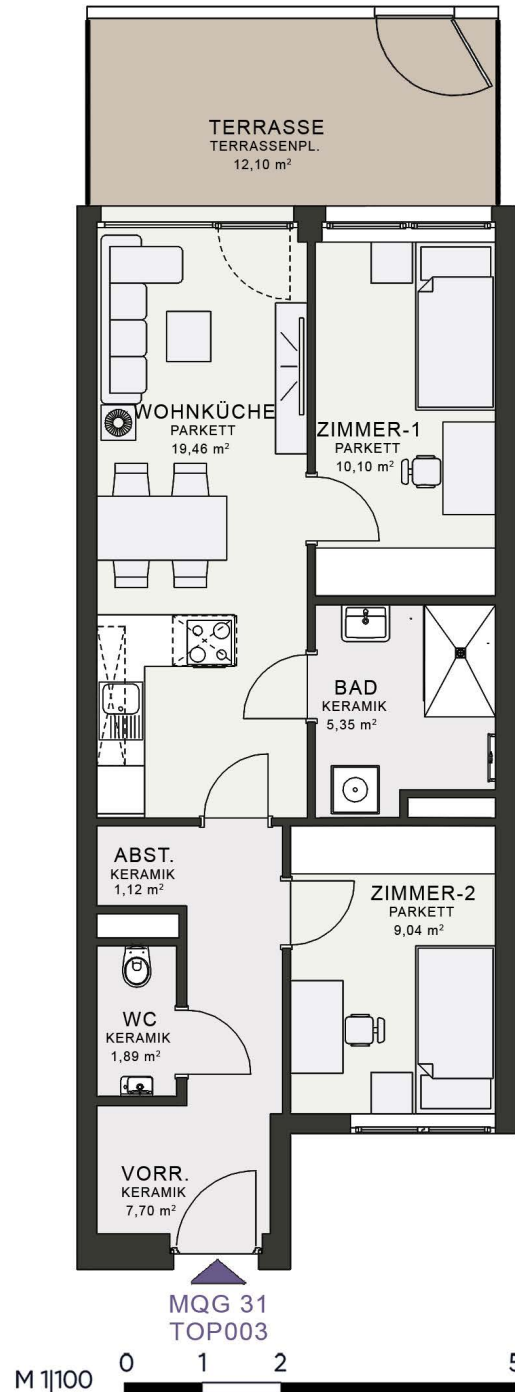 TERRASSE
TERRASSENPL.
12,10 m²
WOHNKÜCHE
PARKETT
19,46 m²
ZIMMER-1
PARKETT
10,10 m²
BAD
KERAMIK
5,35 m²
ABST.
KERAMIK
1,12 m²
ZIMMER-2
PARKETT
9,04 m²
WC
KERAMIK
1,89 m²
VORR.
KERAMIK
7,70 m²
MQG 31
TOP003
M 1|100 0 1 2 5